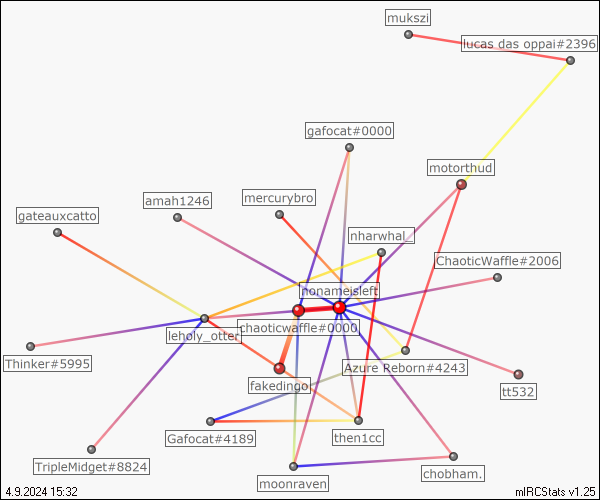 mukszi
lucas das oppai#2396
gafocat#0000
motorthud
amah1246
mercurybro
gateauxcatto
nharwhal_
ChaoticWaffle#2006
nonameisleft
chaoticwaffle#0000
leholy_otter
Thinker#5995
Azure Reborn#4243
fakedingo
tt532
Gafocat#4189
then1cc
TripleMidget#8824
chobham.
moonraven
4.9.2024 15:32
mIRCStats v1.25